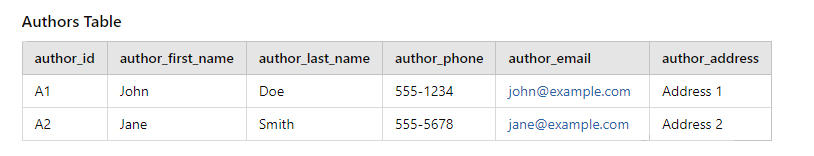 Authors Table
author_id author_first_name author_last_name author_phone author_email author_address
A1 John Doe 555-1234 john@example.com Address 1
A2 Jane Smith 555-5678 jane@example.com Address 2